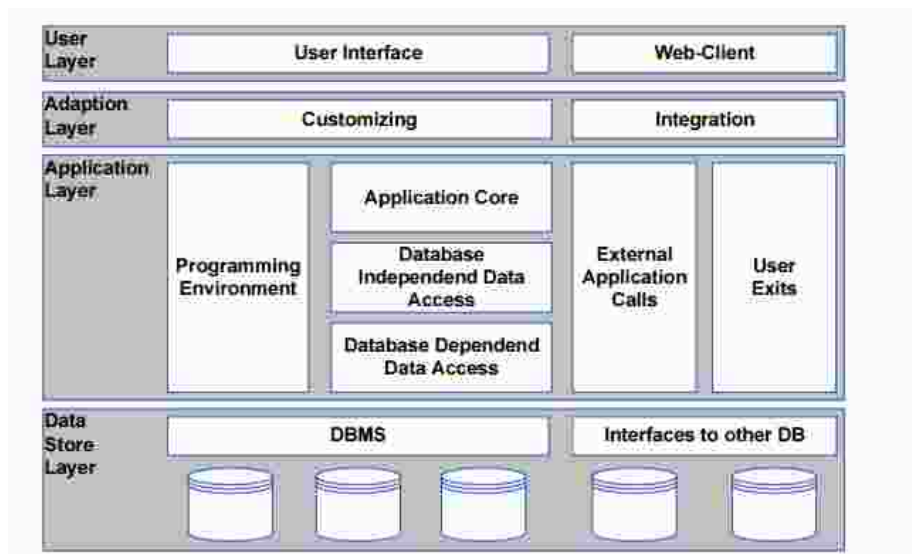 User
Layer
User Interface
Web-Client
Adaption
Layer
Customizing
Integration
Application
Layer
Programming
Environment
Application Core
Database
Independend Data
Access
Database Dependend
Data Access
External
Application
Calls
User
Exits
Data
Store
Layer
DBMS
Interfaces to other DB